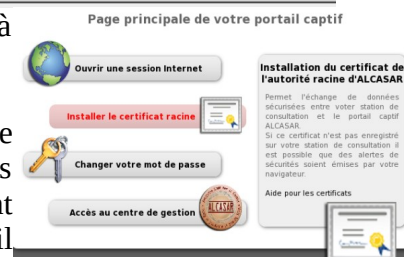 à
Page principale de votre portail captif
Ouvrir une session Internet
Installer le certificat racine
e
Changer votre mot de passe
s
nt
Accès au centre de gestion
ALCASAR
il
Installation du certificat de
l'autorité racine d'ALCASAR
Permet l'échange de données
sécurisées entre voter station de
consultation et le portail captif
ALCASAR.
Si ce certificat n'est pas enregistré
sur votre station de consultation il
est possible que des alertes de
sécurités soient émises par votre
navigateur.
Aide pour les certificats